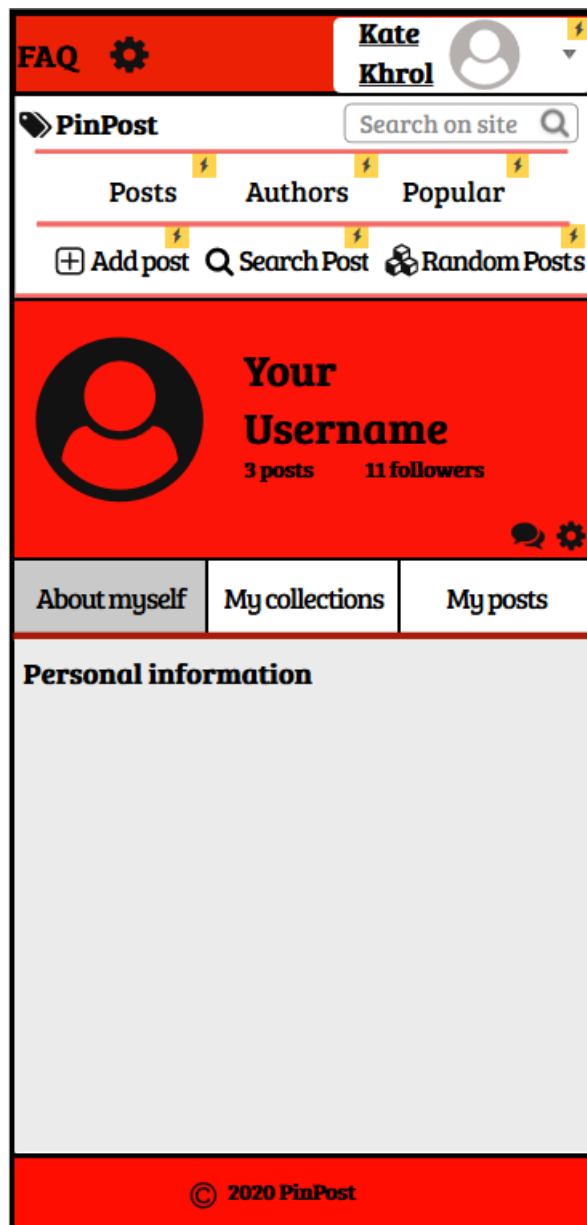 FAQ
Kate
Khrol
PinPost
Search on site
Posts Authors Popular
Add post Search Post Random Posts
Your
Username
3 posts 11 followers
About myself My collections My posts
Personal information
© 2020 PinPost